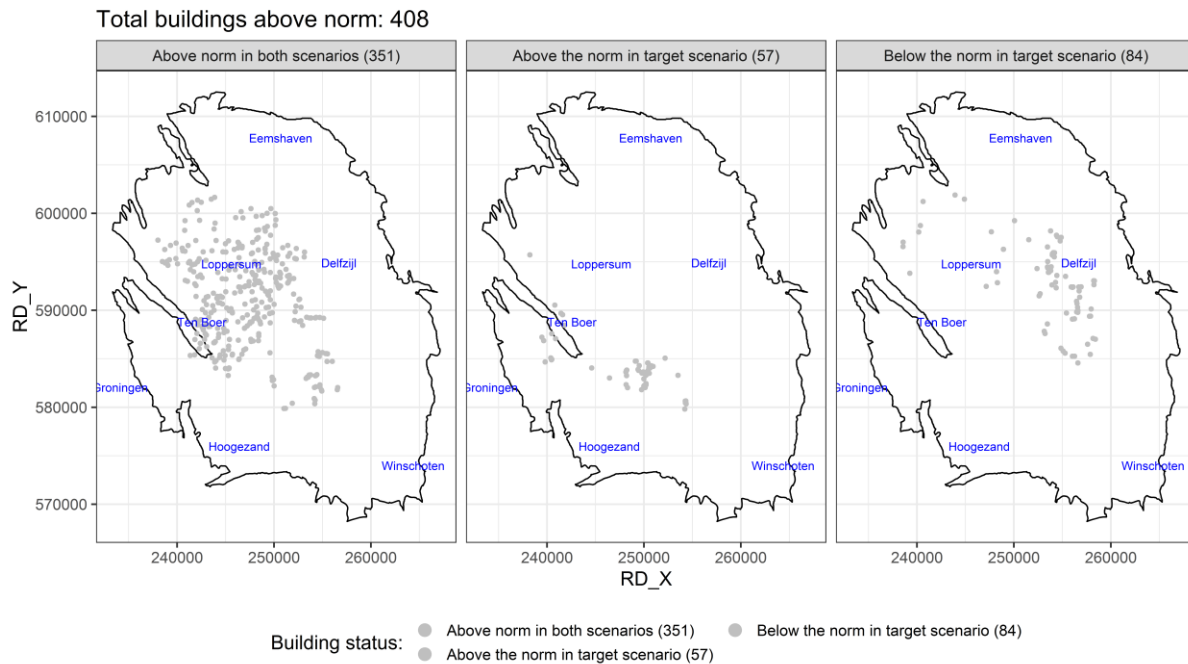 Total buildings above norm: 408
Above norm in both scenarios (351)
Above the norm in target scenario (57)
Below the norm in target scenario (84)
RD_Y
610000
600000
590000
580000
570000
Eemshaven
Loppersum
Delfzijl
Ten Boer
Groningen
Hoogezand
Winschoten
Eemshaven
Loppersum
Delfzijl
Ten Boer
Groningen
Hoogezand
Winschoten
Eemshaven
Loppersum
Delfzijl
Ten Boer
Groningen
Hoogezand
Winschoten
240000 250000 260000
240000 250000 260000
240000 250000 260000
RD_X
Building status:
Above norm in both scenarios (351)
Above the norm in target scenario (57)
Below the norm in target scenario (84)